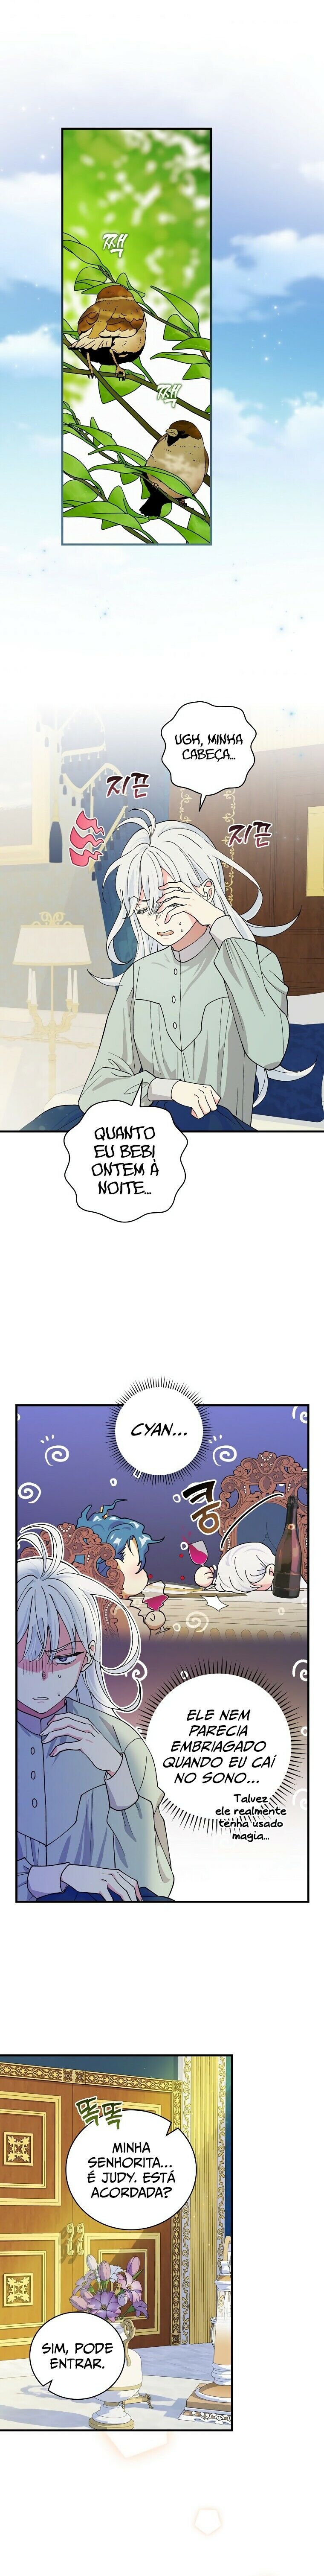 짹
짹
UGH, MINHA
CABEÇA...
지끈
지끈
QUANTO
EU BEBI
ONTEM À
NOITE...
CYAN...
쿵
ELE NEM
PARECIA
EMBRIAGADO
QUANDO EU CAÍ
NO SONO...
Talvez
ele realmente
tenha usado
magia...
똑똑
MINHA
SENHORITA...
É JUDY. ESTÁ
ACORDADA?
SIM, PODE
ENTRAR.